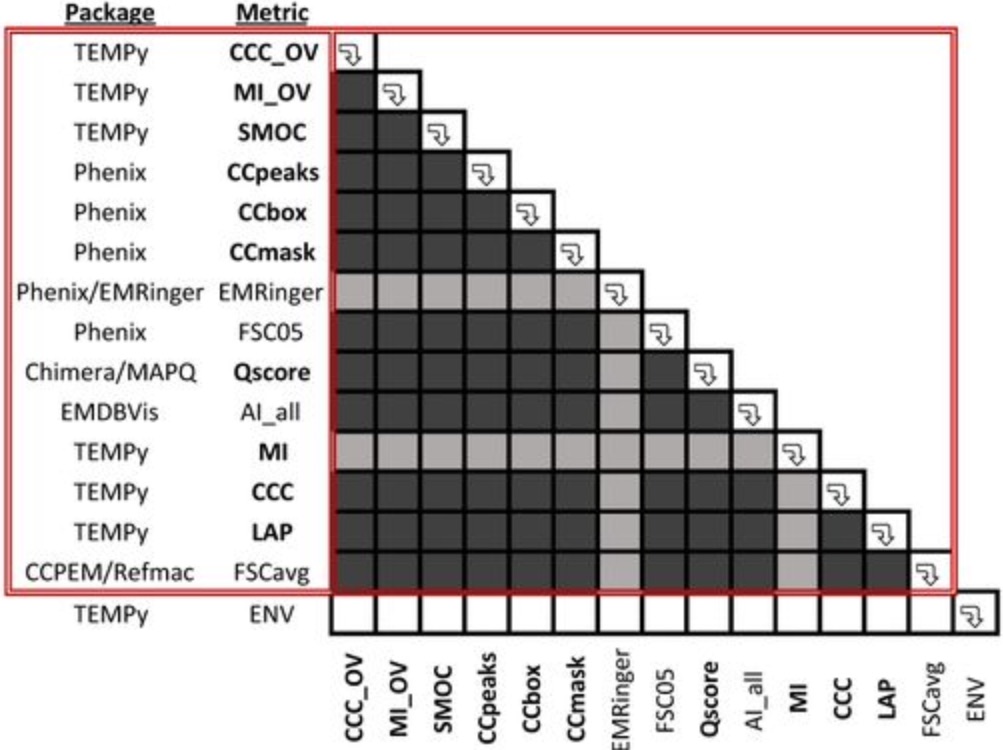 Package Metric
TEMPy CCC_OV
TEMPy MI_OV
TEMPy SMOC
Phenix CCpeaks
Phenix CCbox
Phenix CCmask
Phenix/EMRinger EMRinger
Phenix FSC05
Chimera/MAPQ Qscore
EMDBVis AI_all
TEMPy MI
TEMPy CCC
TEMPy LAP
CCPEM/Refmac FSCavg
TEMPy ENV
CCC_OV
MI_OV
SMOC
CCpeaks
CCbox
CCmask
EMRinger
FSC05
Qscore
AI_all
MI
CCC
LAP
FSCavg
ENV